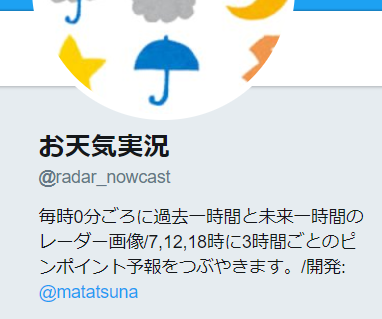 お天気実況
@radar_nowcast
毎時0分ごろに過去一時間と未来一時間の
レーダー画像/7,12,18時に3時間ごとのピ
ンポイント予報をつぶやきます。/開発:
@matatsuna